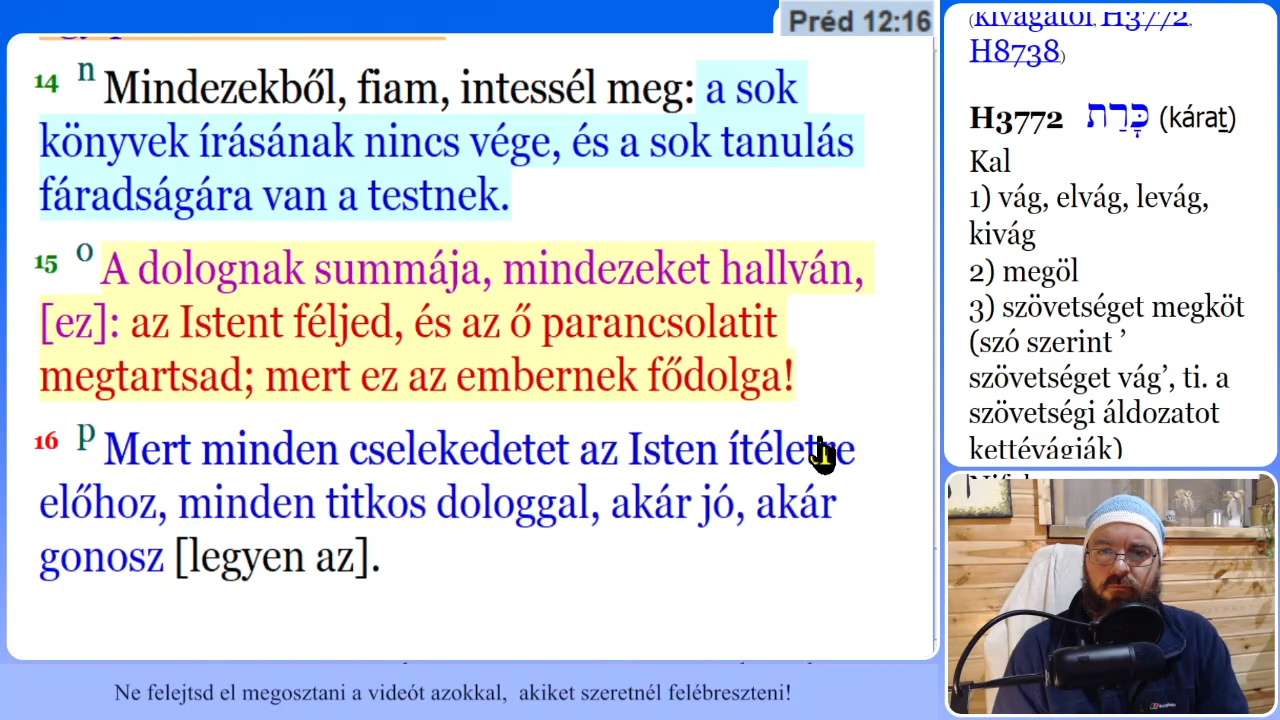 Préd 12:16
14 n Mindezekből, fiam, intessél meg: a sok
könyvek írásának nincs vége, és a sok tanulás
fáradságára van a testnek.
15 o A dolognak summája, mindezeket hallván,
[ez]: az Istent féljed, és az ő parancsolatit
megtartsad; mert ez az embernek fődolga!
16 p Mert minden cselekedetet az Isten ítéletre
előhoz, minden titkos dologgal, akár jó, akár
gonosz [legyen az].
Ne felejtsd el megosztani a videót azokkal, akiket szeretnél felébreszteni!
(kivágatol, H3772,
H8738)
H3772 כָּרַת (kárat)
Kal
1) vág, elvág, levág,
kivág
2) megöl
3) szövetséget megköt
(szó szerint ’
szövetséget vág’, ti. a
szövetségi áldozatot
kettévágják)